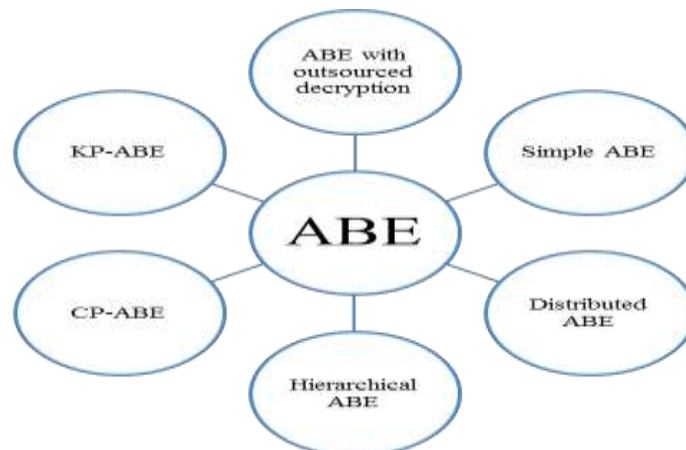 ABE with
outsourced
decryption
KP-ABE
Simple ABE
ABE
CP-ABE
Distributed
ABE
Hierarchical
ABE